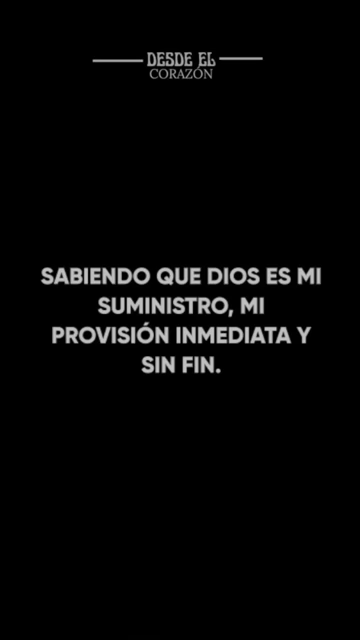 DESDE EL
CORAZÓN
SABIENDO QUE DIOS ES MI
SUMINISTRO, MI
PROVISIÓN INMEDIATA Y
SIN FIN.